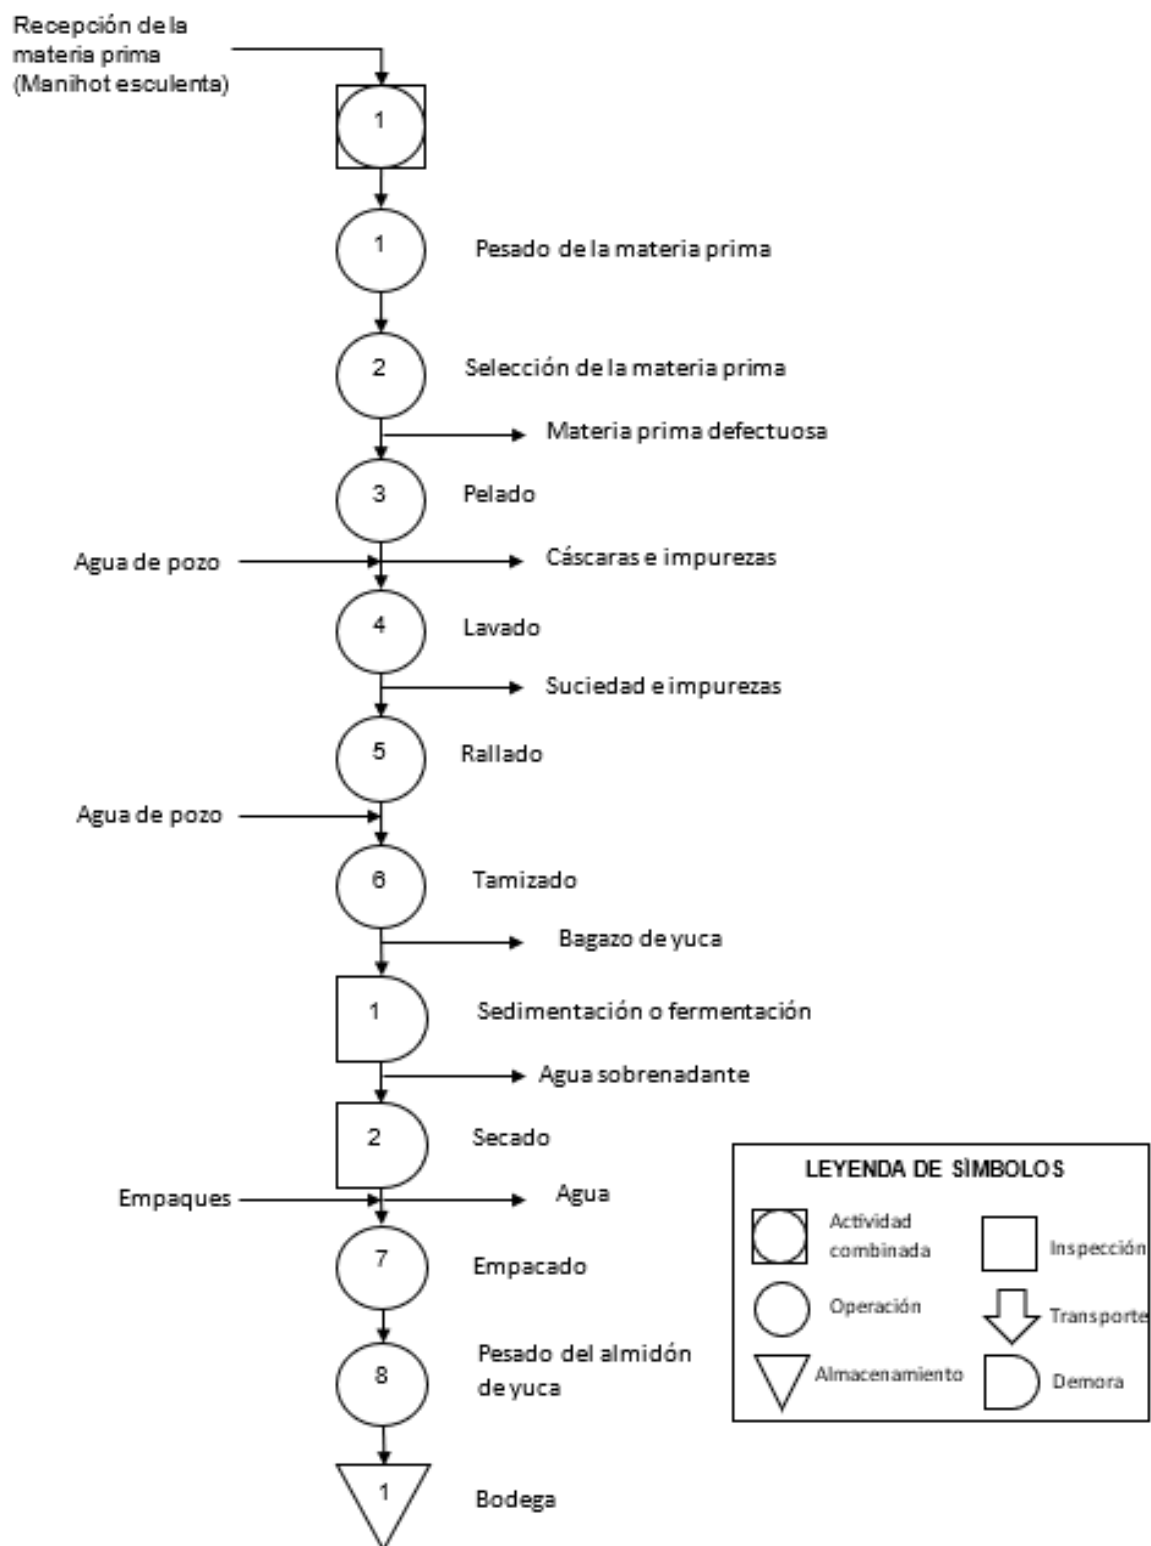 Recepción de la
materia prima
(Manihot esculenta)
1
1
Pesado de la materia prima
2
Selección de la materia prima
Materia prima defectuosa
3
Pelado
Agua de pozo
Cáscaras e impurezas
4
Lavado
Suciedad e impurezas
5
Rallado
Agua de pozo
6
Tamizado
Bagazo de yuca
1
Sedimentación o fermentación
Agua sobrenadante
2
Secado
Empaques
Agua
7
Empacado
8
Pesado del almidón
de yuca
1
Bodega
LEYENDA DE SÌMBOLOS
Actividad
combinada
Inspección
Operación
Transporte
Almacenamiento
Demora